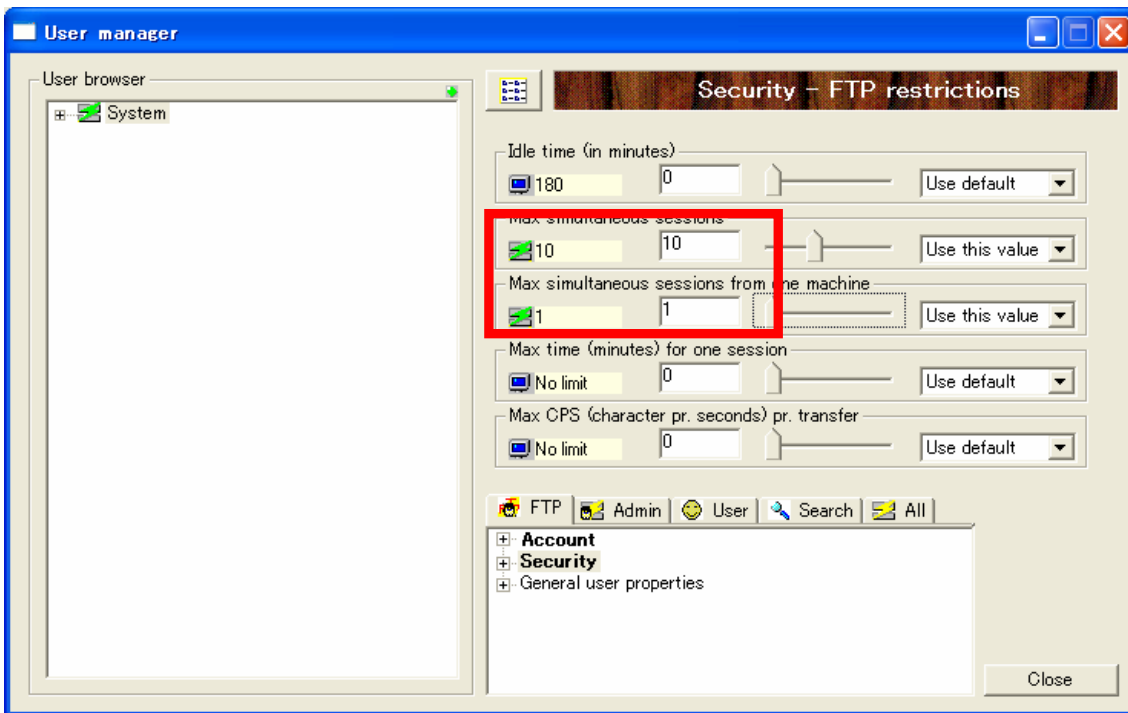 User manager
User browser
System
Security - FTP restrictions
Idle time (in minutes)
180
0
Use default
Max simultaneous sessions
10
10
Use this value
Max simultaneous sessions from one machine
1
1
Use this value
Max time (minutes) for one session
No limit
0
Use default
Max CPS (character pr. seconds) pr. transfer
No limit
0
Use default
FTP Admin User Search All
Account
Security
General user properties
Close